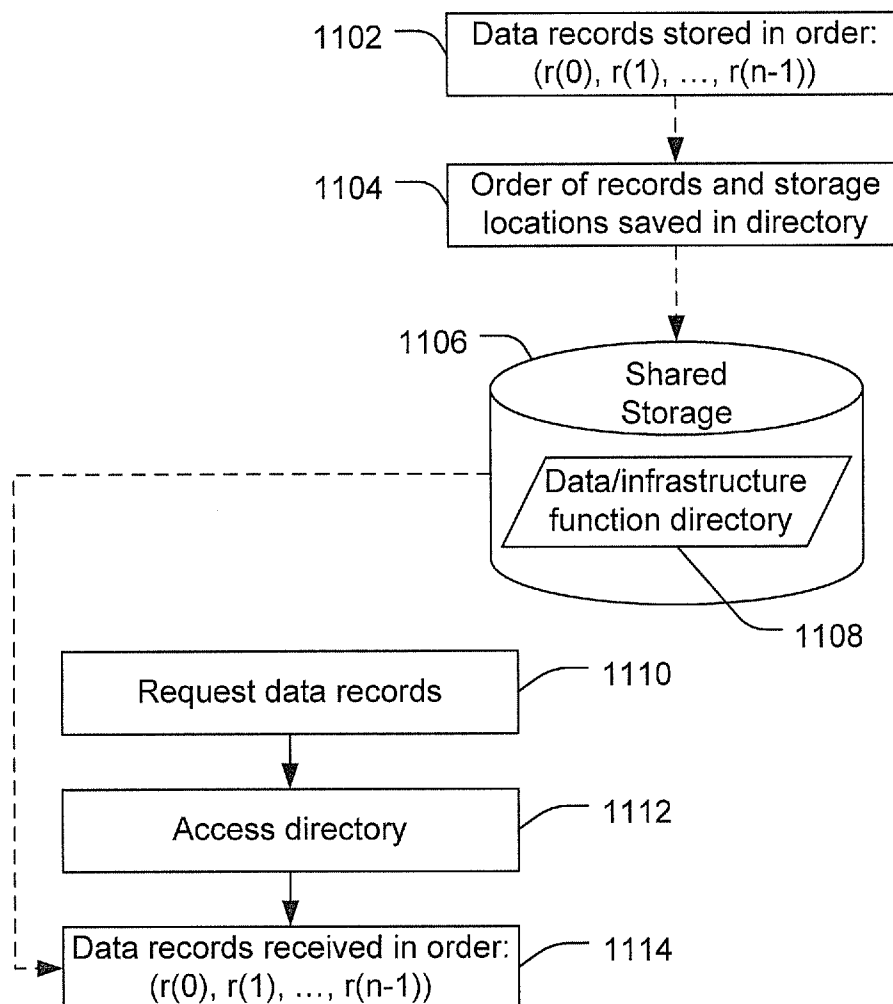 1102
Data records stored in order:
(r(0), r(1), ..., r(n-1))
1104
Order of records and storage
locations saved in directory
1106
Shared
Storage
Data/infrastructure
function directory
1108
Request data records
1110
Access directory
1112
Data records received in order:
(r(0), r(1), ..., r(n-1))
1114